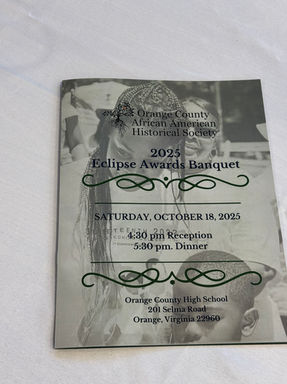 Orange County
African American
Historical Society
2025
Eclipse Awards Banquet
SATURDAY, OCTOBER 18, 2025
4:30 pm Reception
5:30 pm. Dinner
Orange County High School
201 Selma Road
Orange, Virginia 22960